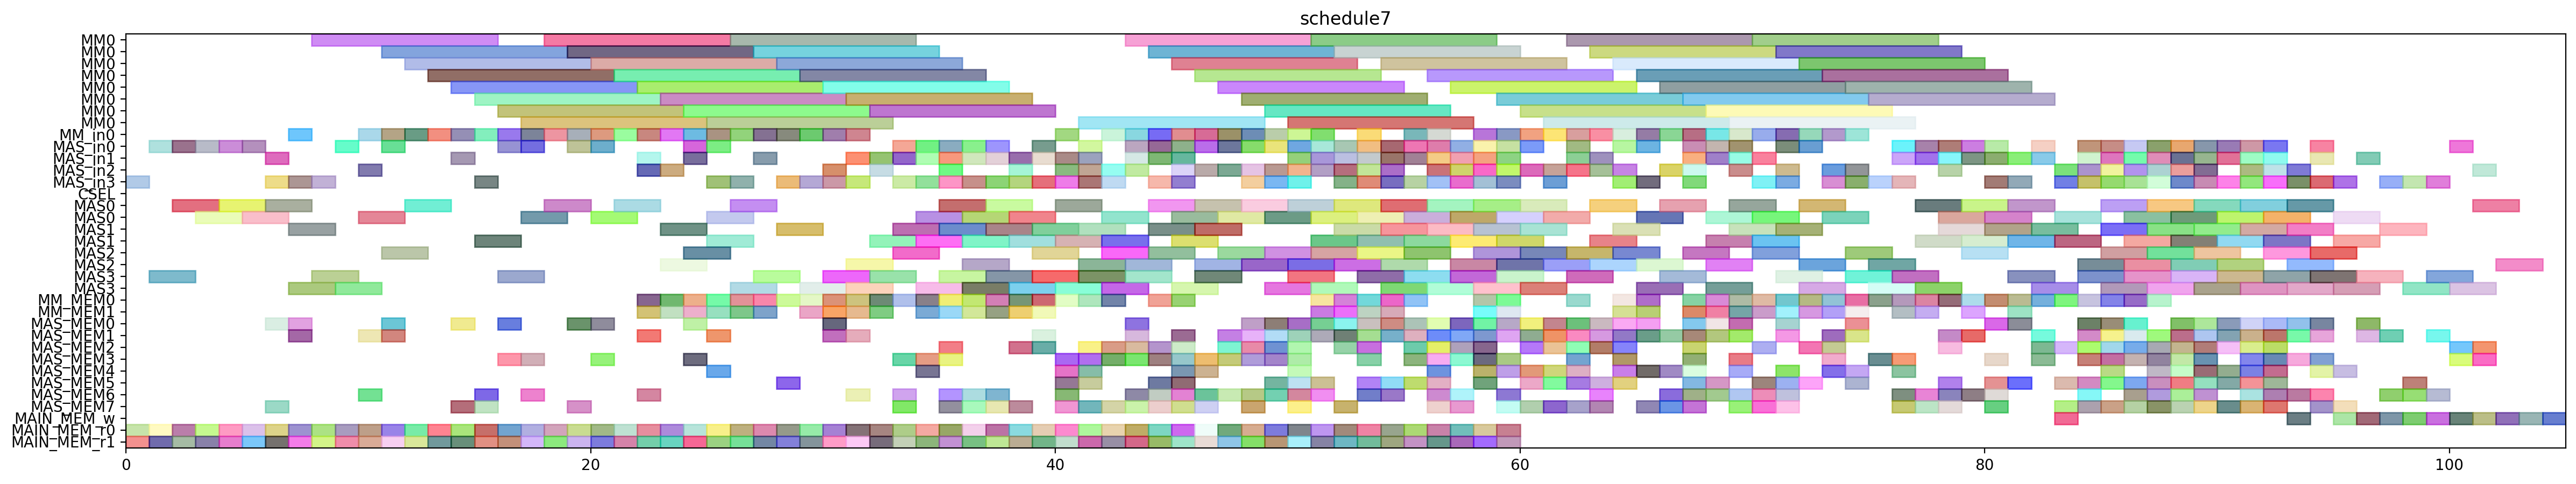 schedule7
MM0
MM0
MM0
MM0
MM0
MM0
MM0
MM0
MM_in0
MAS_in0
MAS_in1
MAS_in2
MAS_in3
CSEL
MAS0
MAS0
MAS1
MAS1
MAS2
MAS2
MAS3
MAS3
MM_MEM0
MM_MEM1
MAS_MEM0
MAS_MEM1
MAS_MEM2
MAS_MEM3
MAS_MEM4
MAS_MEM5
MAS_MEM6
MAS_MEM7
MAIN_MEM_w
MAIN_MEM_r0
MAIN_MEM_r1
0 20 40 60 80 100